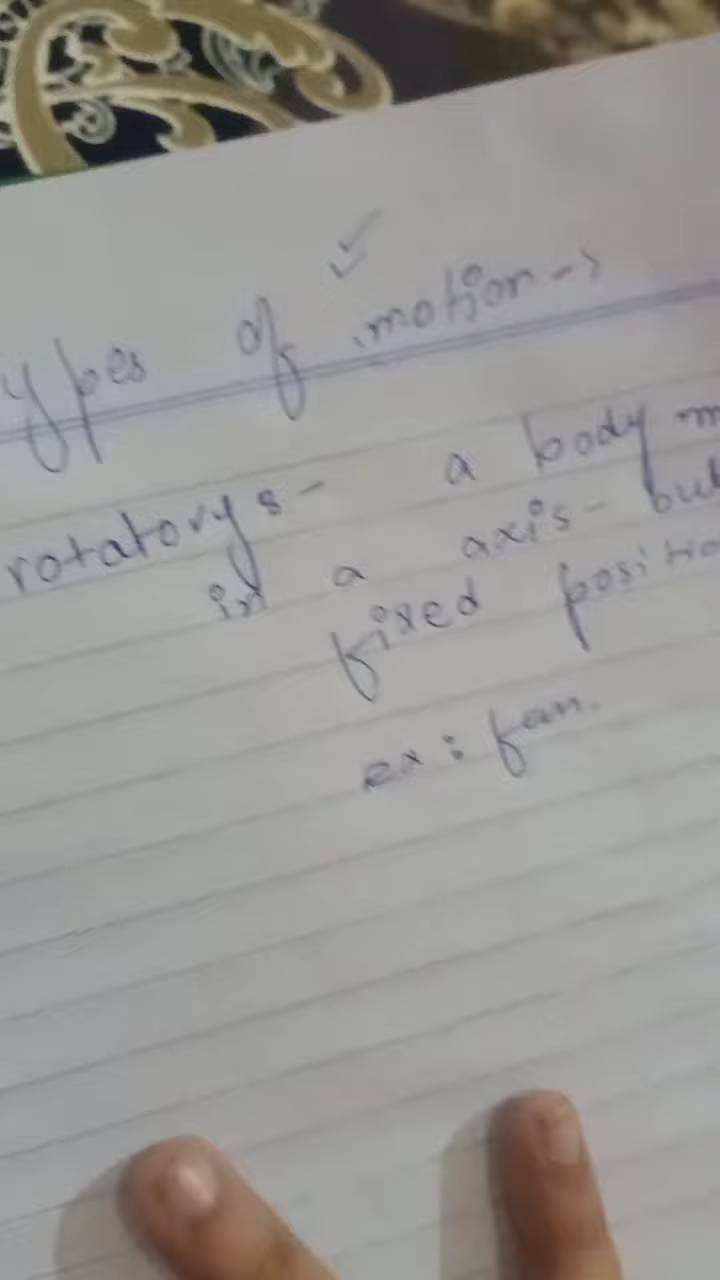 ypes of motion->
rotatory:- a body m
in a axis- but
fixed positio
ex: fan.